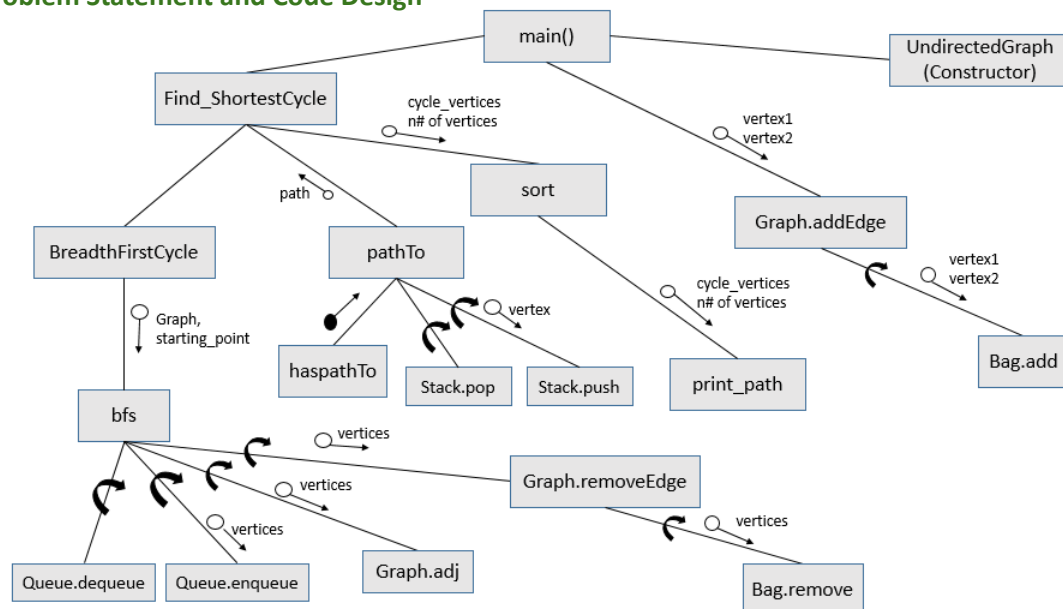 oblem Statement and Code Design
main()
UndirectedGraph
(Constructor)
Find_ShortestCycle
cycle_vertices
n# of vertices
vertex1
vertex2
path
sort
Graph.addEdge
BreadthFirstCycle
pathTo
vertex1
vertex2
cycle_vertices
n# of vertices
Graph,
starting_point
vertex
haspathTo
Stack.pop
Stack.push
print_path
Bag.add
bfs
vertices
Graph.removeEdge
vertices
vertices
vertices
Queue.dequeue
Queue.enqueue
Graph.adj
Bag.remove